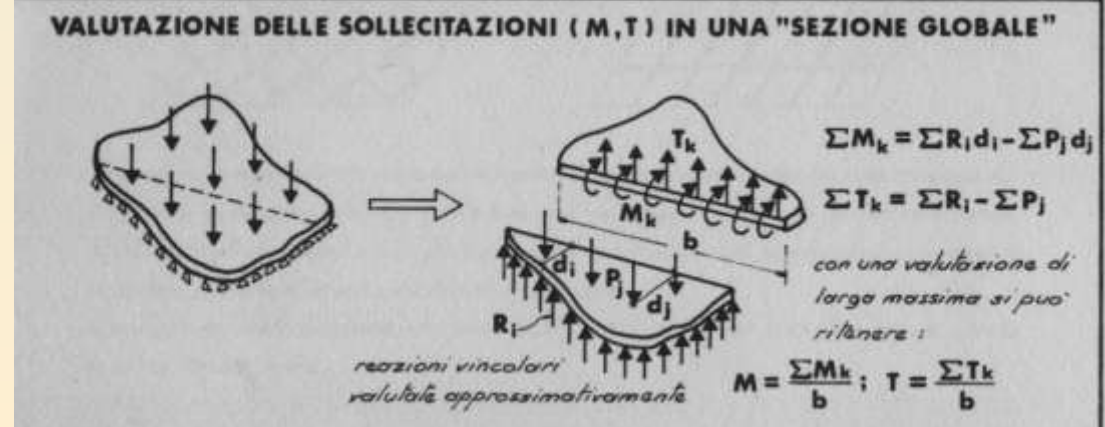 VALUTAZIONE DELLE SOLLECITAZIONI ( M,T ) IN UNA "SEZIONE GLOBALE"
Tk
Mk
b
di
Pj
dj
Ri
ΣMk = ΣRidi - ΣPjdj
ΣTk = ΣRi - ΣPj
con una valutazione di
larga massima si può
ritenere :
reazioni vincolari
valutate approssimativamente
M = ΣMk / b ; T = ΣTk / b